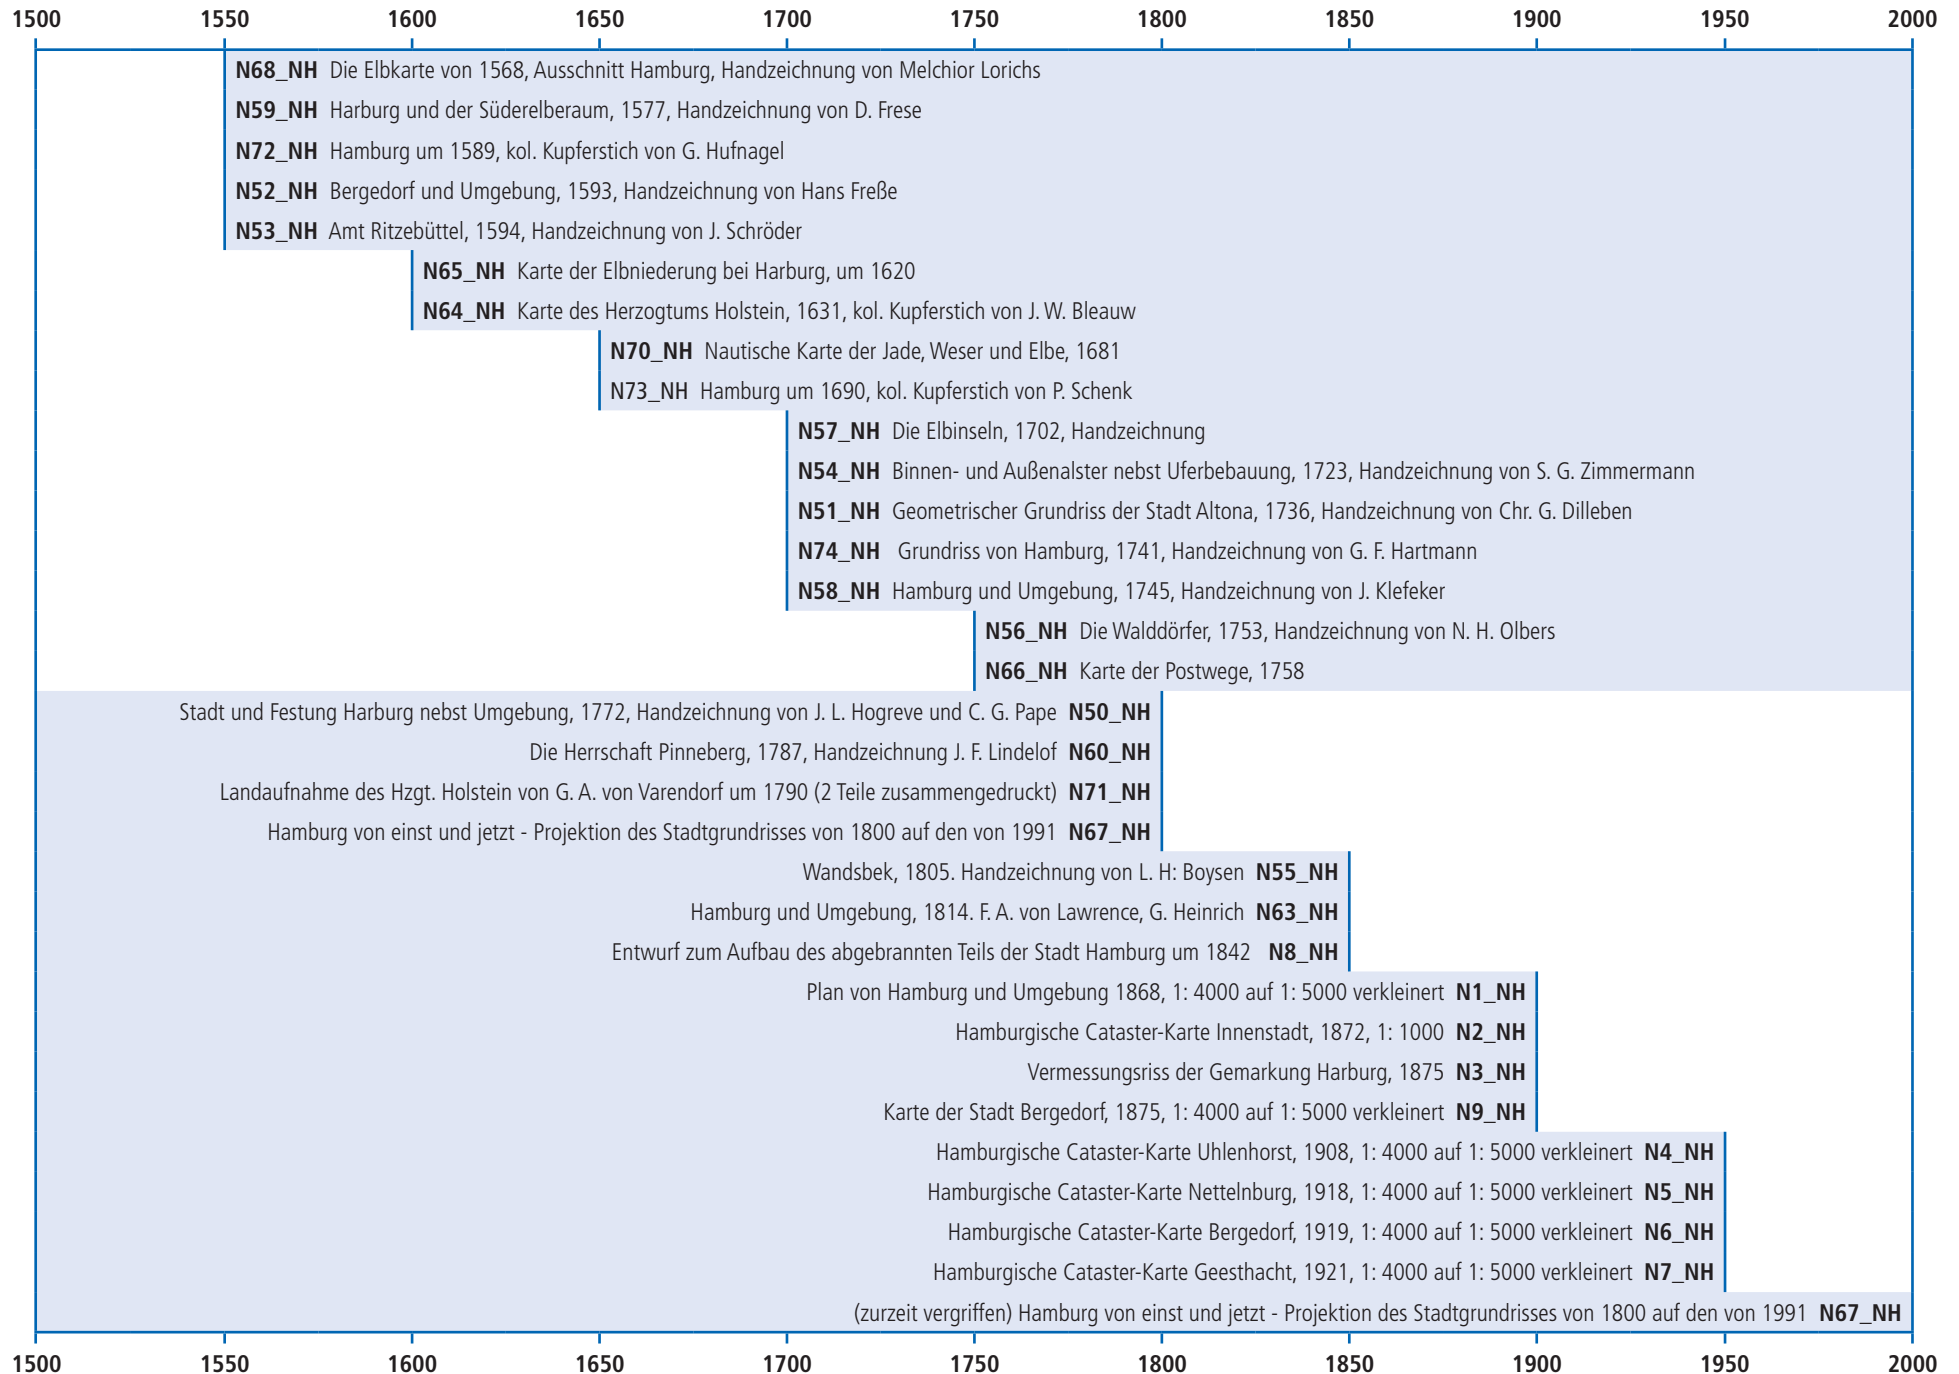 1500 1550 1600 1650 1700 1750 1800 1850 1900 1950 2000
N68_NH Die Elbkarte von 1568, Ausschnitt Hamburg, Handzeichnung von Melchior Lorichs
N59_NH Harburg und der Süderelberaum, 1577, Handzeichnung von D. Frese
N72_NH Hamburg um 1589, kol. Kupferstich von G. Hufnagel
N52_NH Bergedorf und Umgebung, 1593, Handzeichnung von Hans Freße
N53_NH Amt Ritzebüttel, 1594, Handzeichnung von J. Schröder
N65_NH Karte der Elbniederung bei Harburg, um 1620
N64_NH Karte des Herzogtums Holstein, 1631, kol. Kupferstich von J. W. Bleauw
N70_NH Nautische Karte der Jade, Weser und Elbe, 1681
N73_NH Hamburg um 1690, kol. Kupferstich von P. Schenk
N57_NH Die Elbinseln, 1702, Handzeichnung
N54_NH Binnen- und Außenalster nebst Uferbebauung, 1723, Handzeichnung von S. G. Zimmermann
N51_NH Geometrischer Grundriss der Stadt Altona, 1736, Handzeichnung von Chr. G. Dilleben
N74_NH Grundriss von Hamburg, 1741, Handzeichnung von G. F. Hartmann
N58_NH Hamburg und Umgebung, 1745, Handzeichnung von J. Klefeker
N56_NH Die Walddörfer, 1753, Handzeichnung von N. H. Olbers
N66_NH Karte der Postwege, 1758
Stadt und Festung Harburg nebst Umgebung, 1772, Handzeichnung von J. L. Hogreve und C. G. Pape N50_NH
Die Herrschaft Pinneberg, 1787, Handzeichnung J. F. Lindelof N60_NH
Landaufnahme des Hzgt. Holstein von G. A. von Varendorf um 1790 (2 Teile zusammengedruckt) N71_NH
Hamburg von einst und jetzt - Projektion des Stadtgrundrisses von 1800 auf den von 1991 N67_NH
Wandsbek, 1805. Handzeichnung von L. H: Boysen N55_NH
Hamburg und Umgebung, 1814. F. A. von Lawrence, G. Heinrich N63_NH
Entwurf zum Aufbau des abgebrannten Teils der Stadt Hamburg um 1842 N8_NH
Plan von Hamburg und Umgebung 1868, 1: 4000 auf 1: 5000 verkleinert N1_NH
Hamburgische Cataster-Karte Innenstadt, 1872, 1: 1000 N2_NH
Vermessungsriss der Gemarkung Harburg, 1875 N3_NH
Karte der Stadt Bergedorf, 1875, 1: 4000 auf 1: 5000 verkleinert N9_NH
Hamburgische Cataster-Karte Uhlenhorst, 1908, 1: 4000 auf 1: 5000 verkleinert N4_NH
Hamburgische Cataster-Karte Nettelnburg, 1918, 1: 4000 auf 1: 5000 verkleinert N5_NH
Hamburgische Cataster-Karte Bergedorf, 1919, 1: 4000 auf 1: 5000 verkleinert N6_NH
Hamburgische Cataster-Karte Geesthacht, 1921, 1: 4000 auf 1: 5000 verkleinert N7_NH
(zurzeit vergriffen) Hamburg von einst und jetzt - Projektion des Stadtgrundrisses von 1800 auf den von 1991 N67_NH
1500 1550 1600 1650 1700 1750 1800 1850 1900 1950 2000